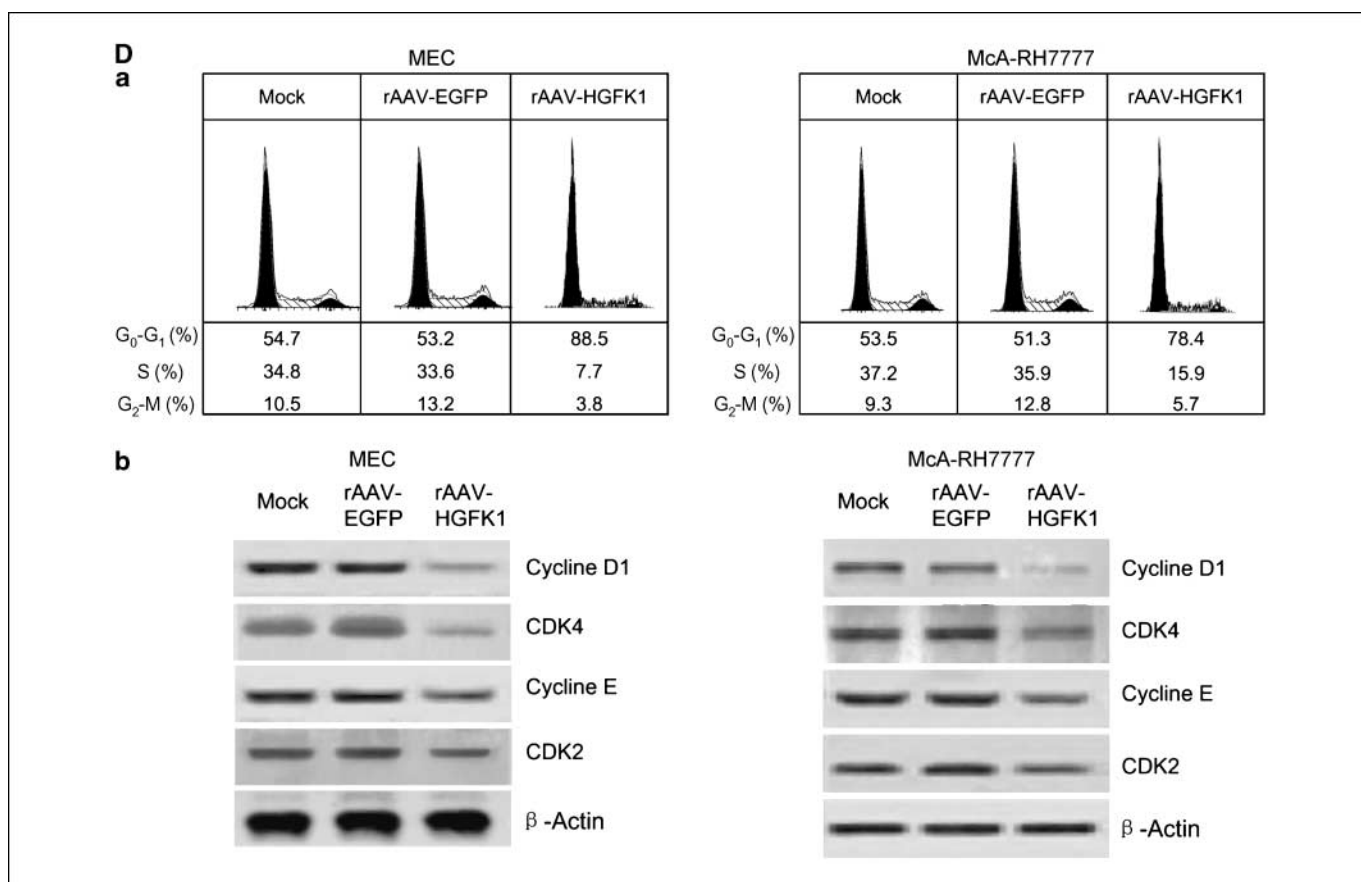 D
a
MEC
Mock rAAV-EGFP rAAV-HGFK1
G₀-G₁ (%) 54.7 53.2 88.5
S (%) 34.8 33.6 7.7
G₂-M (%) 10.5 13.2 3.8
McA-RH7777
Mock rAAV-EGFP rAAV-HGFK1
G₀-G₁ (%) 53.5 51.3 78.4
S (%) 37.2 35.9 15.9
G₂-M (%) 9.3 12.8 5.7
b
MEC
Mock rAAV-EGFP rAAV-HGFK1
Cycline D1
CDK4
Cycline E
CDK2
β-Actin
McA-RH7777
Mock rAAV-EGFP rAAV-HGFK1
Cycline D1
CDK4
Cycline E
CDK2
β-Actin